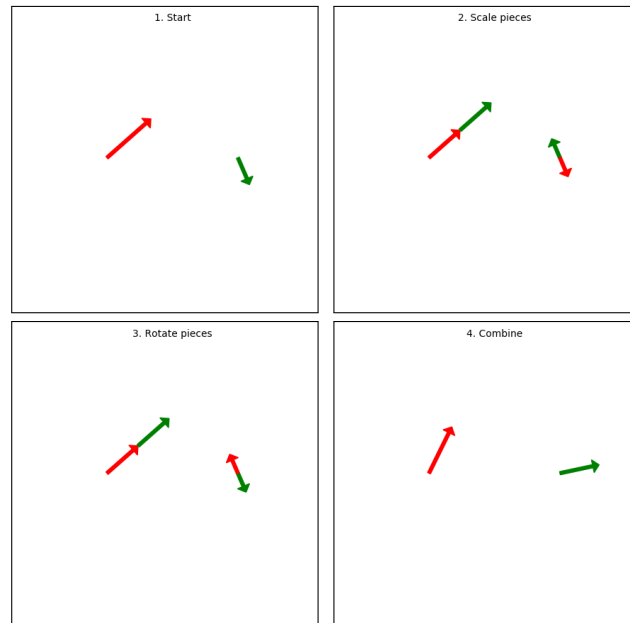 1. Start
2. Scale pieces
3. Rotate pieces
4. Combine